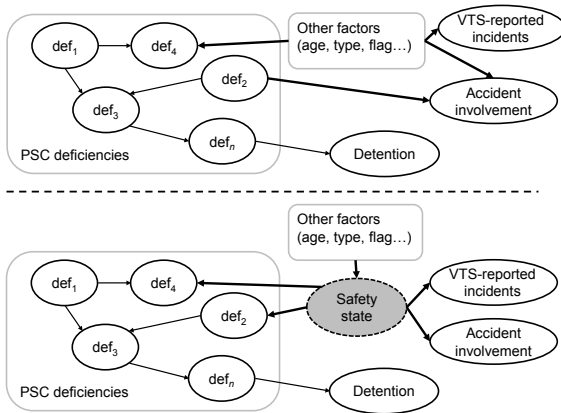 Other factors
(age, type, flag…)
VTS-reported
incidents
def1
def4
def2
Accident
involvement
def3
defn
PSC deficiencies
Detention
Other factors
(age, type, flag…)
def1
def4
Safety
state
VTS-reported
incidents
def2
def3
Accident
involvement
defn
PSC deficiencies
Detention